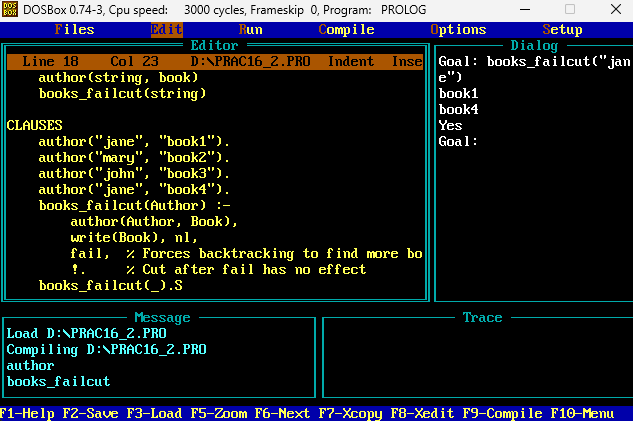 DOSBox 0.74-3, Cpu speed: 3000 cycles, Frameskip 0, Program: PROLOG
Files Edit Run Compile Options Setup
Editor
Line 18 Col 23 D:\PRAC16_2.PRO Indent Inse
author(string, book)
books_failcut(string)
CLAUSES
author("jane", "book1").
author("mary", "book2").
author("john", "book3").
author("jane", "book4").
books_failcut(Author) :-
author(Author, Book),
write(Book), nl,
fail, % Forces backtracking to find more bo
!. % Cut after fail has no effect
books_failcut(_).S
Dialog
Goal: books_failcut("jan
e")
book1
book4
Yes
Goal:
Message
Load D:\PRAC16_2.PRO
Compiling D:\PRAC16_2.PRO
author
books_failcut
Trace
F1-Help F2-Save F3-Load F5-Zoom F6-Next F7-Xcopy F8-Xedit F9-Compile F10-Menu